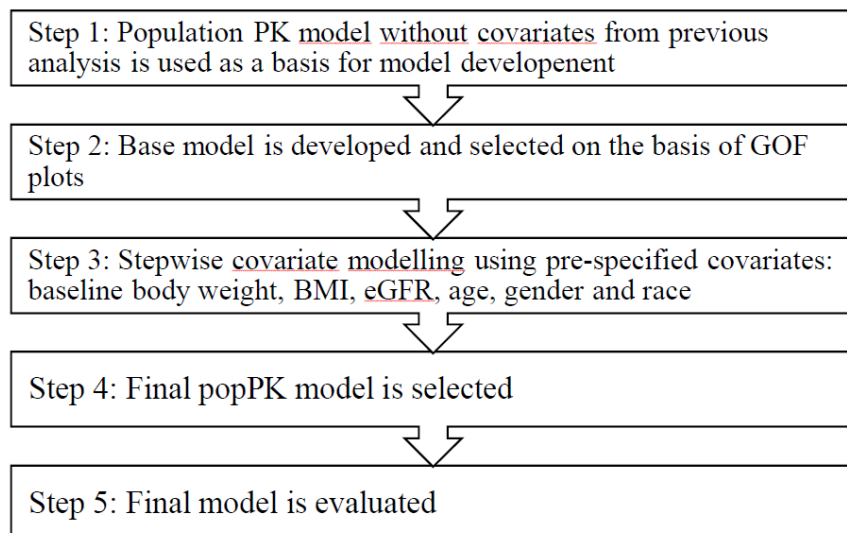 Step 1: Population PK model without covariates from previous
analysis is used as a basis for model developenent
Step 2: Base model is developed and selected on the basis of GOF
plots
Step 3: Stepwise covariate modelling using pre-specified covariates:
baseline body weight, BMI, eGFR, age, gender and race
Step 4: Final popPK model is selected
Step 5: Final model is evaluated